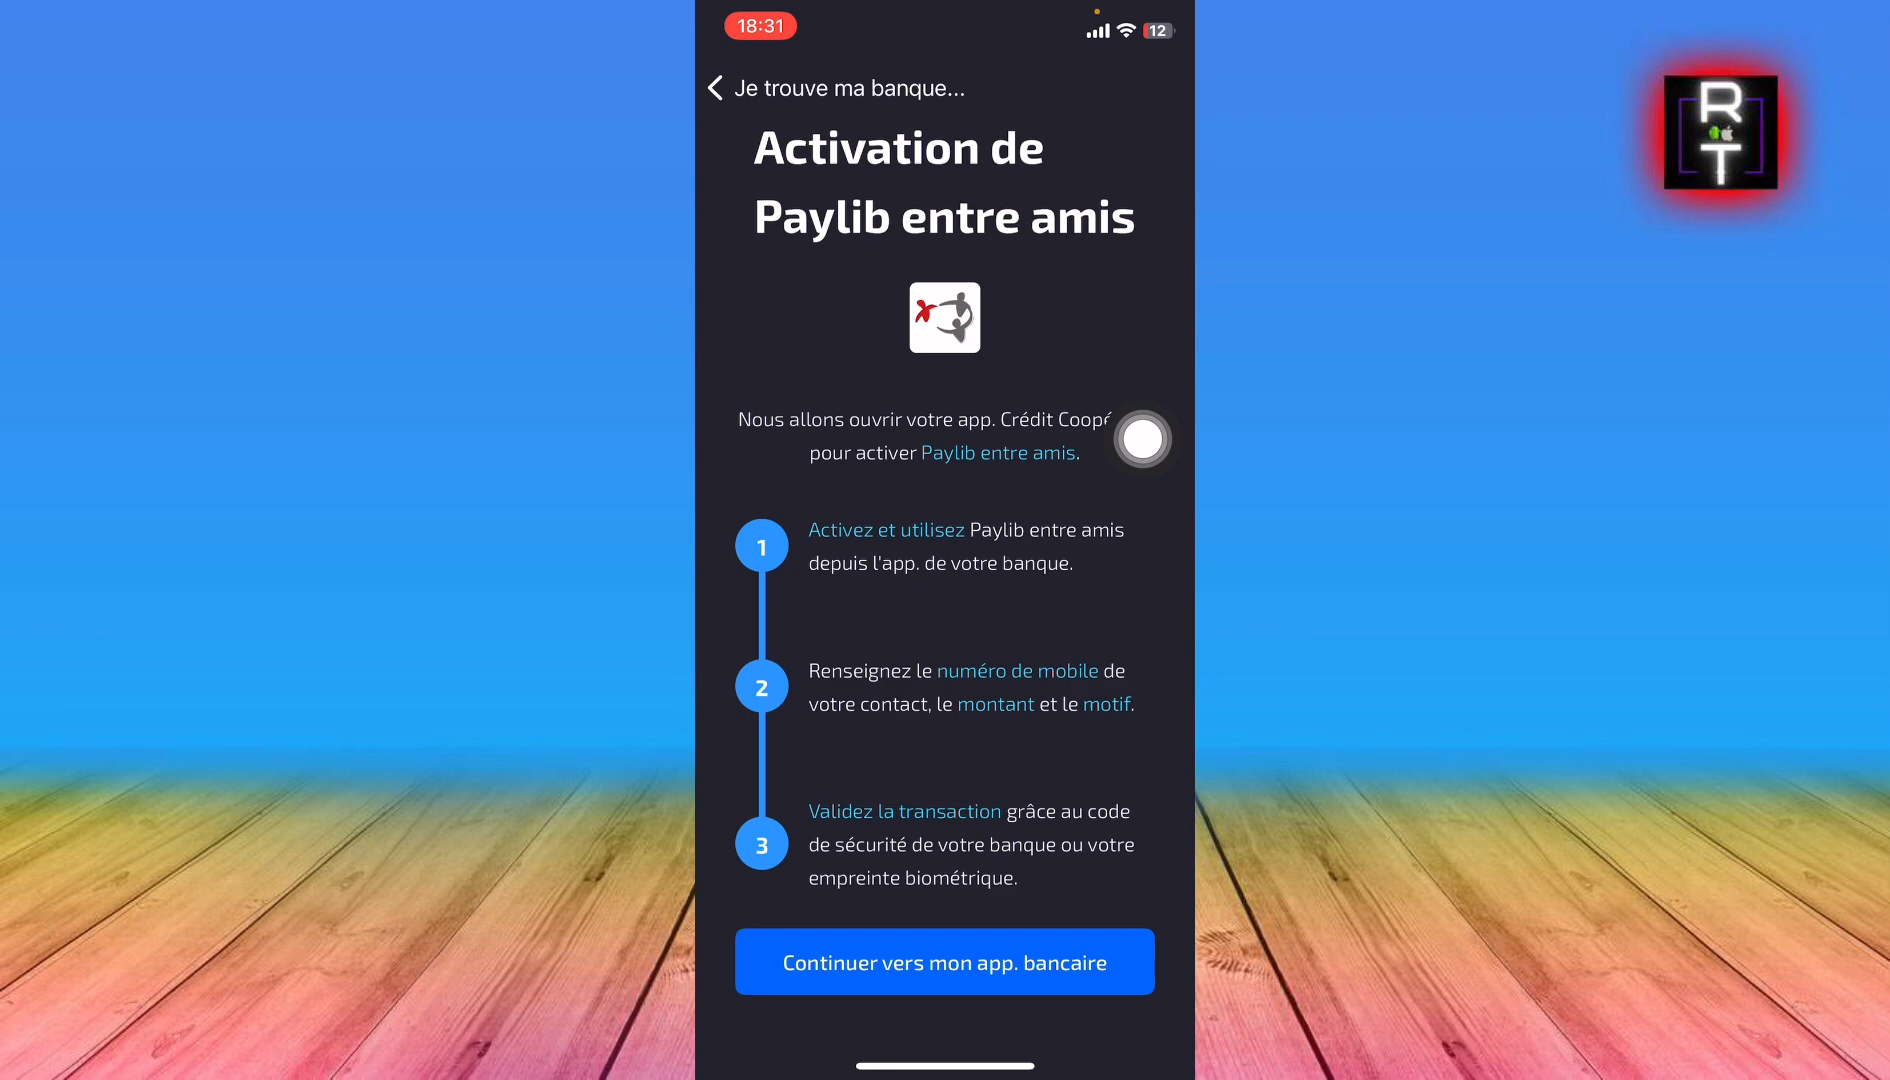 18:31
12
Je trouve ma banque...
Activation de
Paylib entre amis
Nous allons ouvrir votre app. Crédit
pour activer Paylib entre amis.
1
Activez et utilisez Paylib entre amis
depuis l'app. de votre banque.
2
Renseignez le numéro de mobile de
votre contact, le montant et le motif.
3
Validez la transaction grâce au code
de sécurité de votre banque ou votre
empreinte biométrique.
Continuer vers mon app. bancaire
R
T